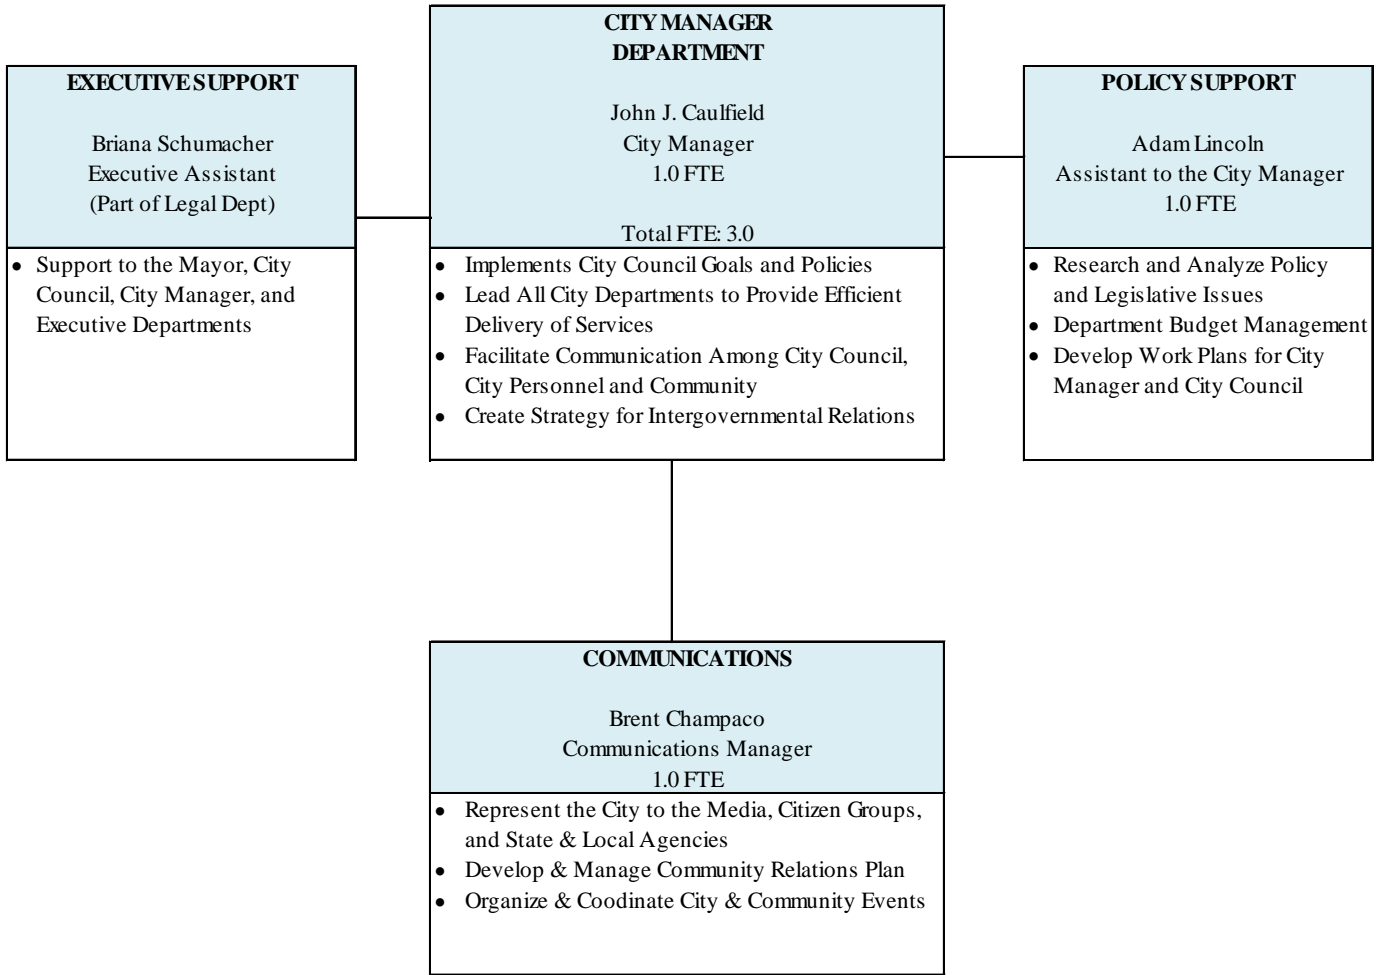 CITY MANAGER
DEPARTMENT
John J. Caulfield
City Manager
1.0 FTE
Total FTE: 3.0
• Implements City Council Goals and Policies
• Lead All City Departments to Provide Efficient
Delivery of Services
• Facilitate Communication Among City Council,
City Personnel and Community
• Create Strategy for Intergovernmental Relations
EXECUTIVE SUPPORT
Briana Schumacher
Executive Assistant
(Part of Legal Dept)
• Support to the Mayor, City
Council, City Manager, and
Executive Departments
POLICY SUPPORT
Adam Lincoln
Assistant to the City Manager
1.0 FTE
• Research and Analyze Policy
and Legislative Issues
• Department Budget Management
• Develop Work Plans for City
Manager and City Council
COMMUNICATIONS
Brent Champaco
Communications Manager
1.0 FTE
• Represent the City to the Media, Citizen Groups,
and State & Local Agencies
• Develop & Manage Community Relations Plan
• Organize & Coodinate City & Community Events